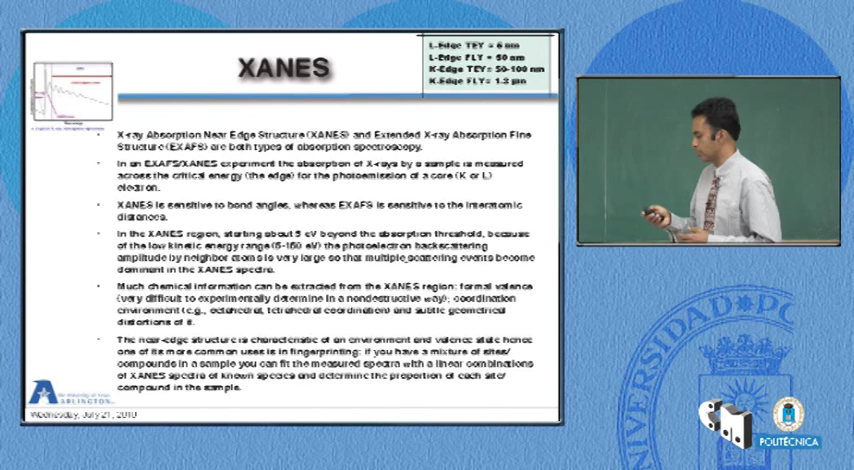 XANES
L-Edge TEY = 5 nm
L-Edge FLY = 50 nm
K-Edge TEY= 50-100 nm
K-Edge FLY= 1.3 µm
X-ray Absorption Near Edge Structure (XANES) and Extended X-ray Absorption Fine
Structure (EXAFS) are both types of absorption spectroscopy.
In an EXAFS/XANES experiment the absorption of X-rays by a sample is measured
across the critical energy (the edge) for the photoemission of a core (K or L)
electron.
XANES is sensitive to bond angles, whereas EXAFS is sensitive to the interatomic
distances.
In the XANES region, starting about 5 eV beyond the absorption threshold, because
of the low kinetic energy range (5-150 eV) the photoelectron backscattering
amplitude by neighbor atoms is very large so that multiple scattering events become
dominant in the XANES spectra.
Much chemical information can be extracted from the XANES region: formal valence
(very difficult to experimentally determine in a nondestructive way); coordination
environment (e.g., octahedral, tetrahedral coordination) and subtle geometrical
distortions of it.
The near-edge structure is characteristic of an environment and valence state hence
one of its more common uses is in fingerprinting: if you have a mixture of sites/
compounds in a sample you can fit the measured spectra with a linear combinations
of XANES spectra of known species and determine the proportion of each site/
compound in the sample.
ARLINGTON
Wednesday, July 21, 2010
UNIVERSIDAD PO
POLITÉCNICA